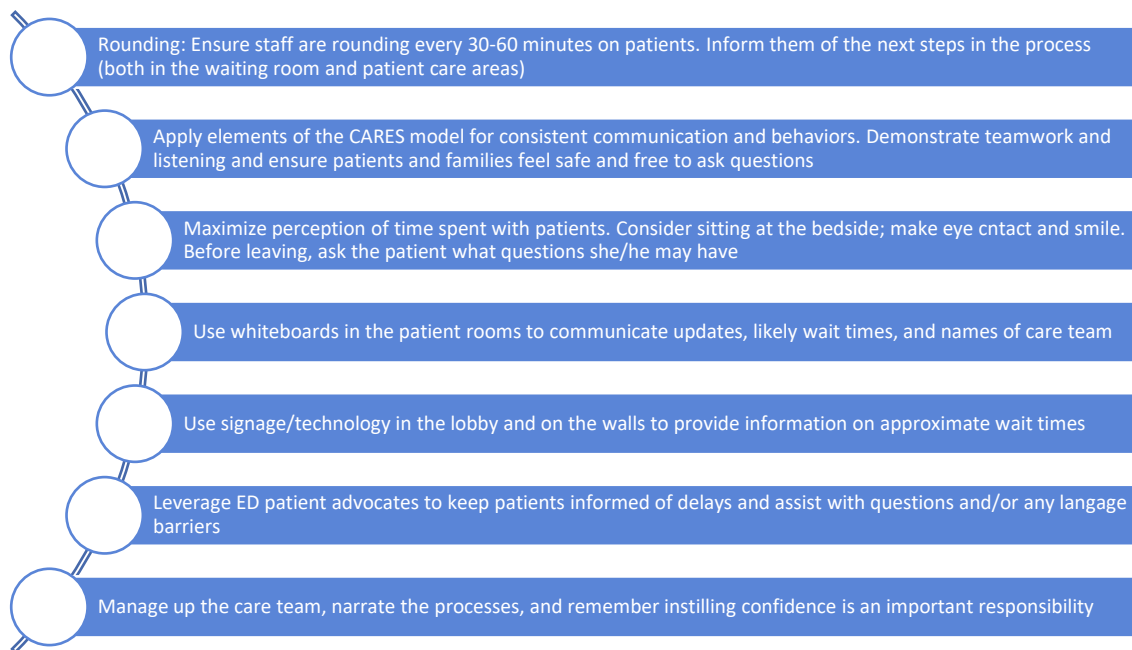 Rounding: Ensure staff are rounding every 30-60 minutes on patients. Inform them of the next steps in the process
(both in the waiting room and patient care areas)
Apply elements of the CARES model for consistent communication and behaviors. Demonstrate teamwork and
listening and ensure patients and families feel safe and free to ask questions
Maximize perception of time spent with patients. Consider sitting at the bedside; make eye cntact and smile.
Before leaving, ask the patient what questions she/he may have
Use whiteboards in the patient rooms to communicate updates, likely wait times, and names of care team
Use signage/technology in the lobby and on the walls to provide information on approximate wait times
Leverage ED patient advocates to keep patients informed of delays and assist with questions and/or any langage
barriers
Manage up the care team, narrate the processes, and remember instilling confidence is an important responsibility